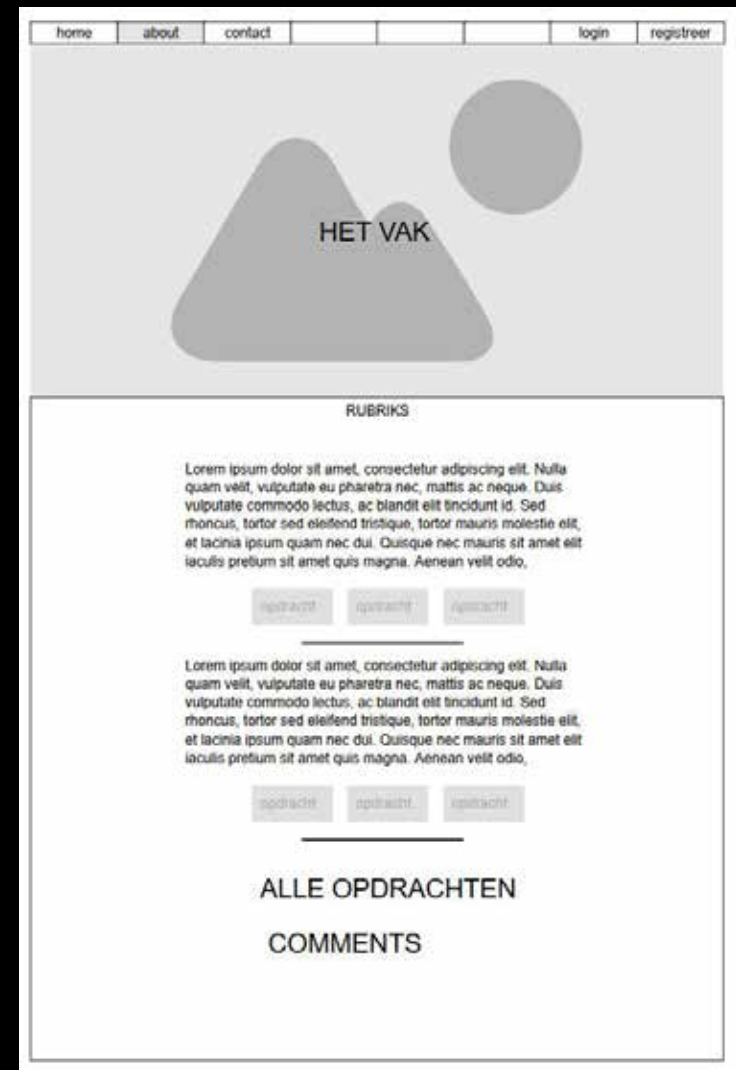 home about contact login registreer
HET VAK
RUBRIKS
Lorem ipsum dolor sit amet, consectetur adipiscing elit. Nulla
quam velit, vulputate eu pharetra nec, mattis ac neque. Duis
vulputate commodo lectus, ac blandit elit tincidunt id. Sed
rhoncus, tortor sed eleifend tristique, tortor mauris molestie elit,
et lacinia ipsum quam nec dui. Quisque nec mauris sit amet elit
iaculis pretium sit amet quis magna. Aenean velit odio,
opdracht opdracht opdracht
Lorem ipsum dolor sit amet, consectetur adipiscing elit. Nulla
quam velit, vulputate eu pharetra nec, mattis ac neque. Duis
vulputate commodo lectus, ac blandit elit tincidunt id. Sed
rhoncus, tortor sed eleifend tristique, tortor mauris molestie elit,
et lacinia ipsum quam nec dui. Quisque nec mauris sit amet elit
iaculis pretium sit amet quis magna. Aenean velit odio,
opdracht opdracht opdracht
ALLE OPDRACHTEN
COMMENTS